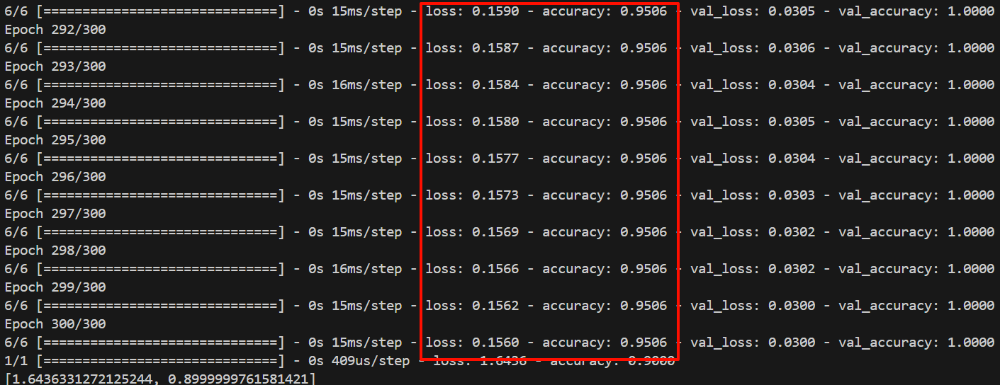 6/6 [==============================] - 0s 15ms/step - loss: 0.1590 - accuracy: 0.9506 - val_loss: 0.0305 - val_accuracy: 1.0000
Epoch 292/300
6/6 [==============================] - 0s 15ms/step - loss: 0.1587 - accuracy: 0.9506 - val_loss: 0.0306 - val_accuracy: 1.0000
Epoch 293/300
6/6 [==============================] - 0s 16ms/step - loss: 0.1584 - accuracy: 0.9506 - val_loss: 0.0304 - val_accuracy: 1.0000
Epoch 294/300
6/6 [==============================] - 0s 15ms/step - loss: 0.1580 - accuracy: 0.9506 - val_loss: 0.0305 - val_accuracy: 1.0000
Epoch 295/300
6/6 [==============================] - 0s 15ms/step - loss: 0.1577 - accuracy: 0.9506 - val_loss: 0.0304 - val_accuracy: 1.0000
Epoch 296/300
6/6 [==============================] - 0s 15ms/step - loss: 0.1573 - accuracy: 0.9506 - val_loss: 0.0303 - val_accuracy: 1.0000
Epoch 297/300
6/6 [==============================] - 0s 15ms/step - loss: 0.1569 - accuracy: 0.9506 - val_loss: 0.0302 - val_accuracy: 1.0000
Epoch 298/300
6/6 [==============================] - 0s 16ms/step - loss: 0.1566 - accuracy: 0.9506 - val_loss: 0.0302 - val_accuracy: 1.0000
Epoch 299/300
6/6 [==============================] - 0s 15ms/step - loss: 0.1562 - accuracy: 0.9506 - val_loss: 0.0300 - val_accuracy: 1.0000
Epoch 300/300
6/6 [==============================] - 0s 15ms/step - loss: 0.1560 - accuracy: 0.9506 - val_loss: 0.0300 - val_accuracy: 1.0000
1/1 [==============================] - 0s 409us/step - loss: 1.6436 - accuracy: 0.9000
[1.6436331272125244, 0.8999999761581421]